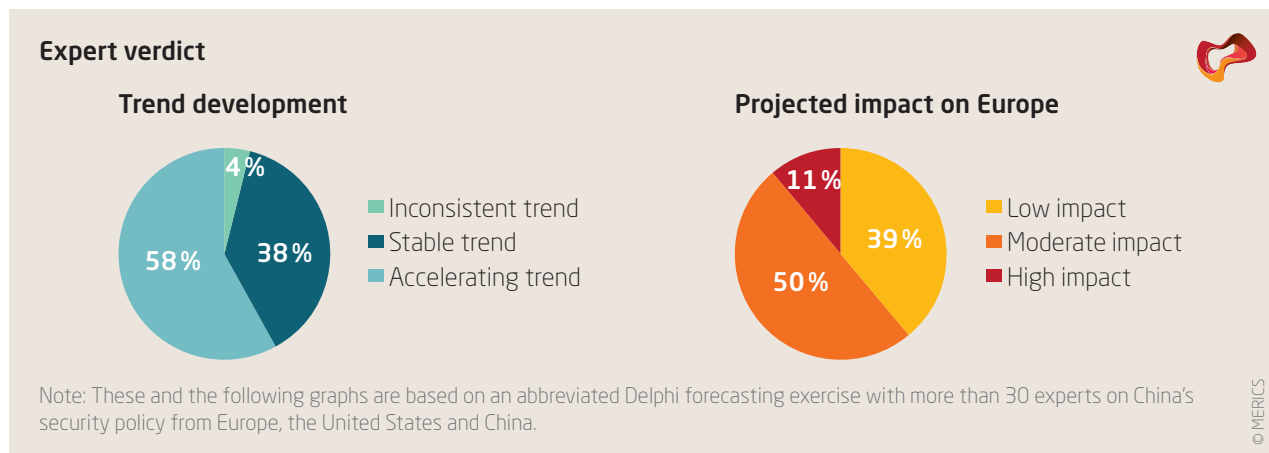 Expert verdict
Trend development
4 %
38 %
58 %
Inconsistent trend
Stable trend
Accelerating trend
Projected impact on Europe
11 %
39 %
50 %
Low impact
Moderate impact
High impact
Note: These and the following graphs are based on an abbreviated Delphi forecasting exercise with more than 30 experts on China's
security policy from Europe, the United States and China.
© MERICS